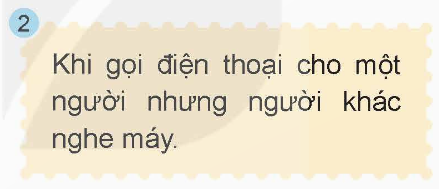 2
Khi gọi điện thoại cho một
người nhưng người khác
nghe máy.